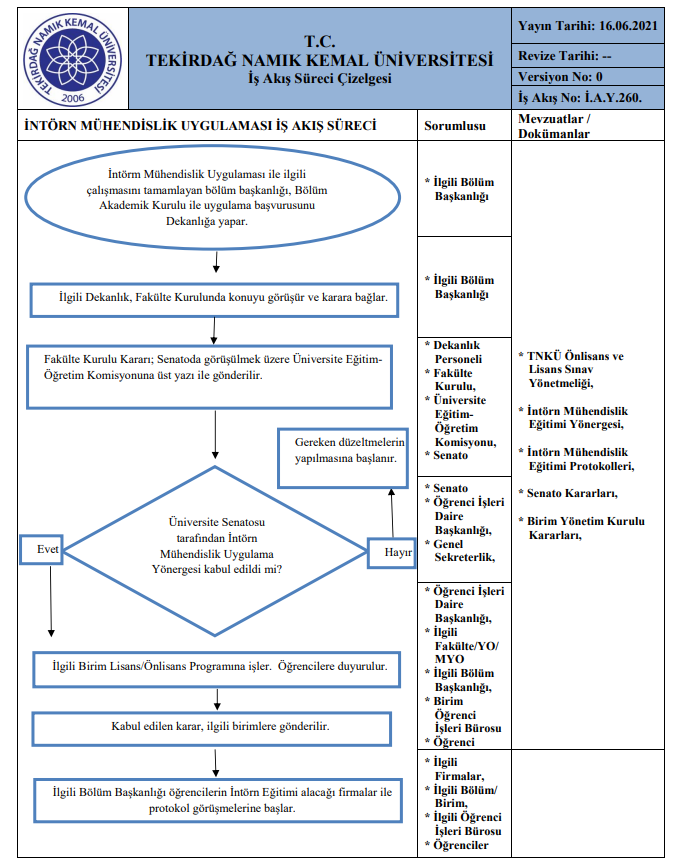 TEKİRDAĞ NAMIK KEMAL ÜNİVERSİTESİ
2006
T.C.
TEKİRDAĞ NAMIK KEMAL ÜNİVERSİTESİ
İş Akış Süreci Çizelgesi
Yayın Tarihi: 16.06.2021
Revize Tarihi: --
Versiyon No: 0
İş Akış No: İ.A.Y.260.
İNTÖRN MÜHENDİSLİK UYGULAMASI İŞ AKIŞ SÜRECİ
Sorumlusu
Mevzuatlar /
Dokümanlar
İntörm Mühendislik Uygulaması ile ilgili
çalışmasını tamamlayan bölüm başkanlığı, Bölüm
Akademik Kurulu ile uygulama başvurusunu
Dekanlığa yapar.
* İlgili Bölüm
Başkanlığı
İlgili Dekanlık, Fakülte Kurulunda konuyu görüşür ve karara bağlar.
* İlgili Bölüm
Başkanlığı
Fakülte Kurulu Kararı; Senatoda görüşülmek üzere Üniversite Eğitim-
Öğretim Komisyonuna üst yazı ile gönderilir.
* Dekanlık
Personeli
* Fakülte
Kurulu,
* Üniversite
Eğitim-
Öğretim
Komisyonu,
* Senato
Gereken düzeltmelerin
yapılmasına başlanır.
Üniversite Senatosu
tarafından İntörn
Mühendislik Uygulama
Yönergesi kabul edildi mi?
Evet
Hayır
* Senato
* Öğrenci İşleri
Daire
Başkanlığı,
* Genel
Sekreterlik,
İlgili Birim Lisans/Önlisans Programına işler. Öğrencilere duyurulur.
Kabul edilen karar, ilgili birimlere gönderilir.
* Öğrenci İşleri
Daire
Başkanlığı,
* İlgili
Fakülte/YO/
MYO
* İlgili Bölüm
Başkanlığı,
* Birim
Öğrenci
İşleri Bürosu
* Öğrenci
İlgili Bölüm Başkanlığı öğrencilerin İntörn Eğitimi alacağı firmalar ile
protokol görüşmelerine başlar.
* İlgili
Firmalar,
* İlgili Bölüm/
Birim,
* İlgili Öğrenci
İşleri Bürosu
* Öğrenciler
* TNKÜ Önlisans ve
Lisans Sınav
Yönetmeliği,
* İntörn Mühendislik
Eğitimi Yönergesi,
* İntörn Mühendislik
Eğitimi Protokolleri,
* Senato Kararları,
* Birim Yönetim Kurulu
Kararları,